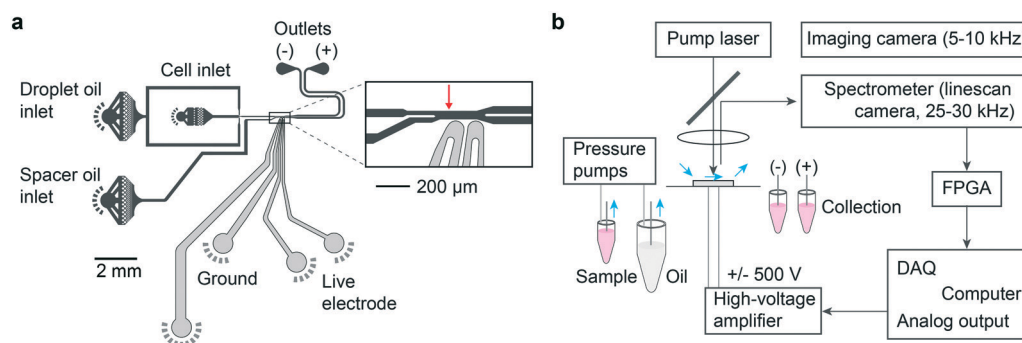 a
Outlets
(-) (+)
Cell inlet
Droplet oil
inlet
Spacer oil
inlet
200 µm
2 mm
Ground
Live
electrode
b
Pump laser
Imaging camera (5-10 kHz
Spectrometer (linescan
camera, 25-30 kHz)
Pressure
pumps
(-) (+)
Collection
FPGA
Sample
Oil
+/- 500 V
High-voltage
amplifier
DAQ
Computer
Analog output